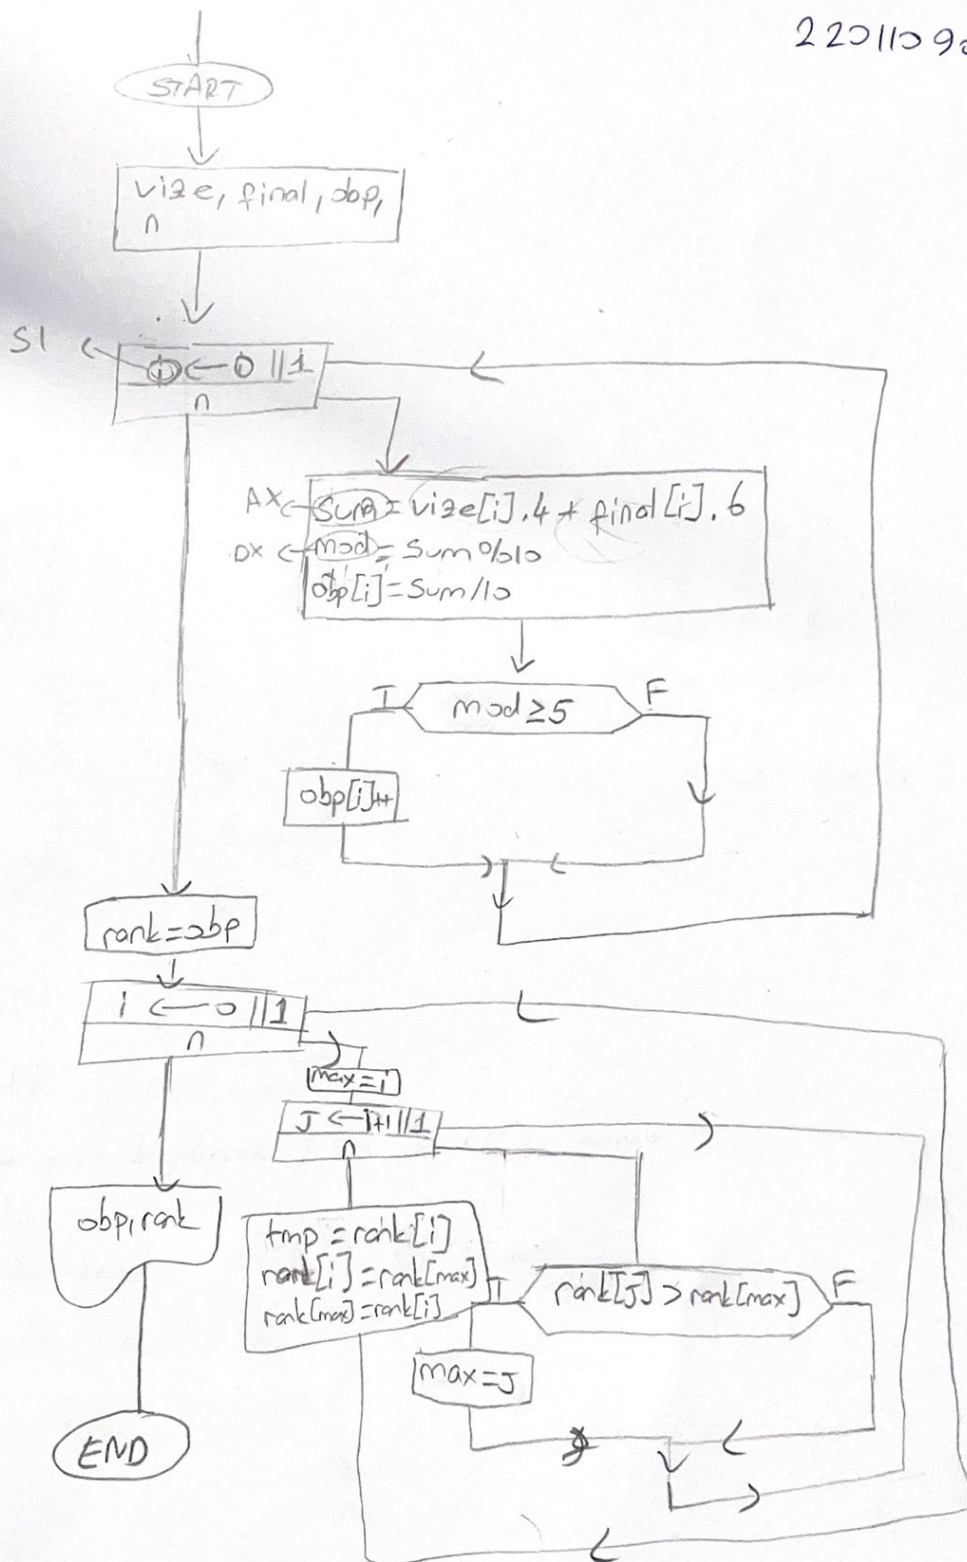 2201109
START
vize, final, obp,
n
SI
i ← 0 || 1
n
AX ← Sum = vize[i].4 + final[i].6
DX ← mod = Sum%10
obp[i] = Sum/10
T mod ≥ 5 F
obp[i]++
rank = obp
i ← 0 || 1
n
max = i
J ← i+1 || 1
n
obp, rank
tmp = rank[i]
rank[i] = rank[max]
rank[max] = rank[i]
T rank[J] > rank[max] F
max = J
END